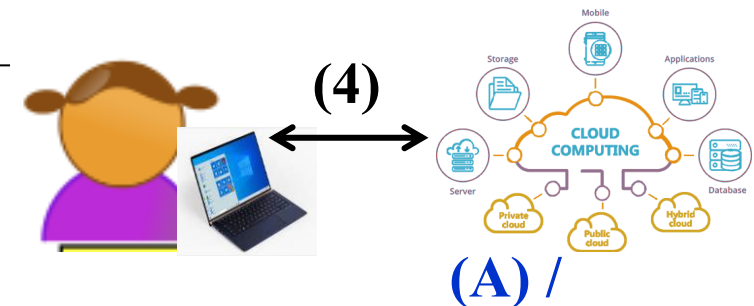 Mobile
(4)
Storage
Applications
CLOUD
COMPUTING
Server
Database
Private
cloud
Public
cloud
Hybrid
cloud
(A) /